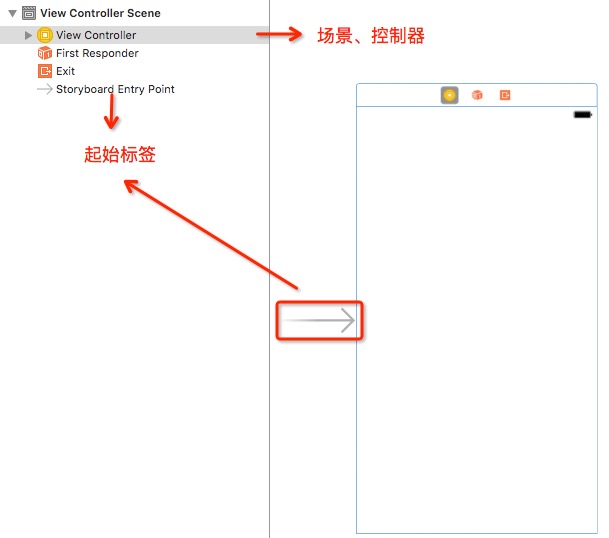 View Controller Scene
View Controller
场景、控制器
First Responder
Exit
Storyboard Entry Point
起始标签